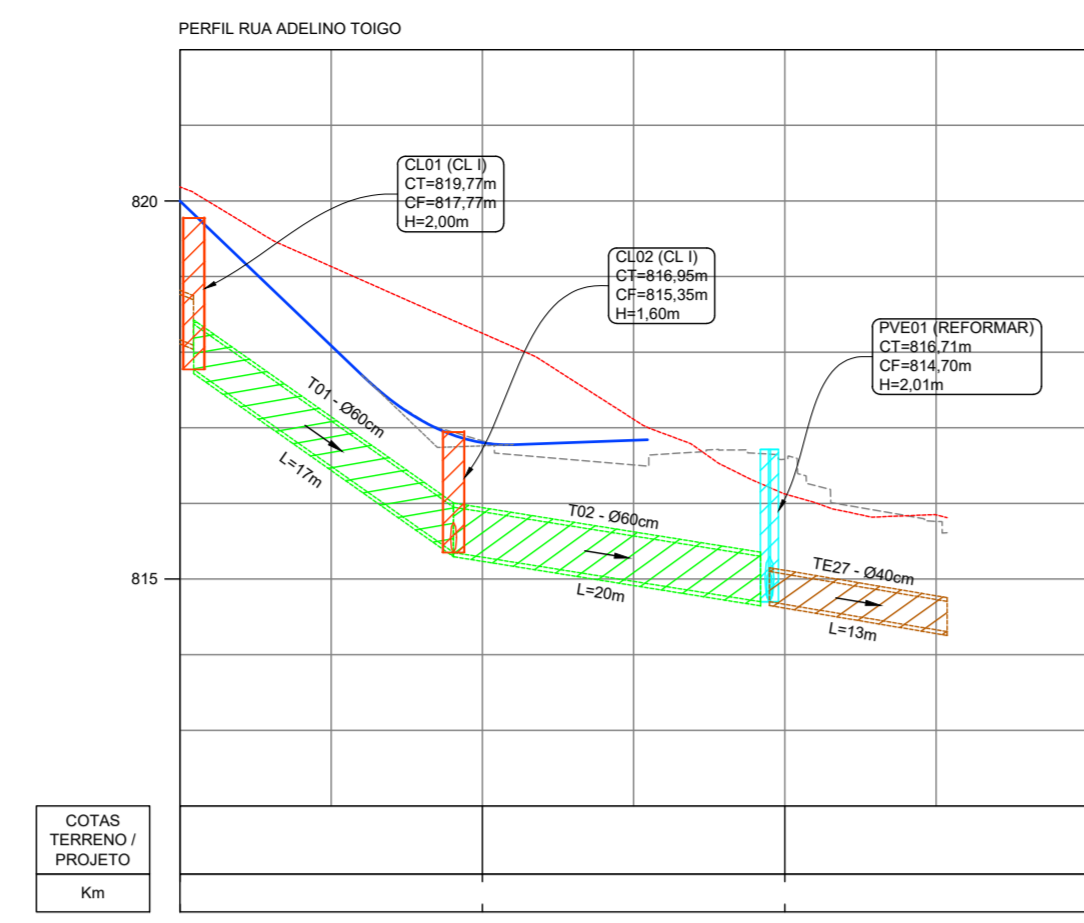 PERFIL RUA ADELINO TOIGO
820
CL01 (CL I)
CT=819,77m
CF=817,77m
H=2,00m
CL02 (CL I)
CT=816,95m
CF=815,35m
H=1,60m
PVE01 (REFORMAR)
CT=816,71m
CF=814,70m
H=2,01m
T01 - Ø60cm
L=17m
815
T02 - Ø60cm
L=20m
TE27 - Ø40cm
L=13m
COTAS
TERRENO /
PROJETO
Km